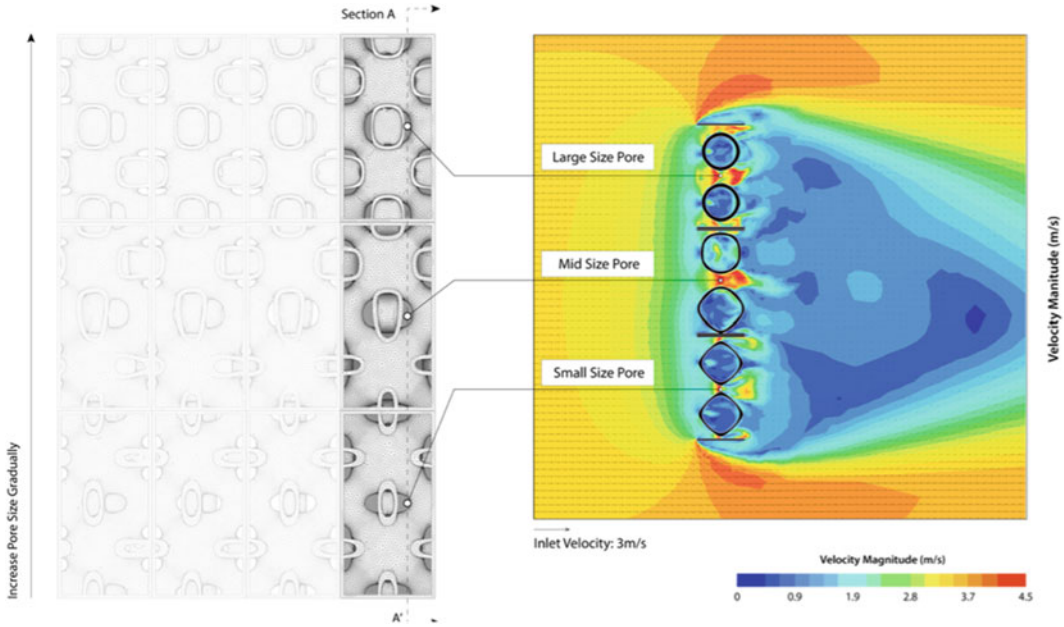 Section A
Increase Pore Size Gradually
A'
Large Size Pore
Mid Size Pore
Small Size Pore
Velocity Manitude (m/s)
Inlet Velocity: 3m/s
Velocity Magnitude (m/s)
0 0.9 1.9 2.8 3.7 4.5